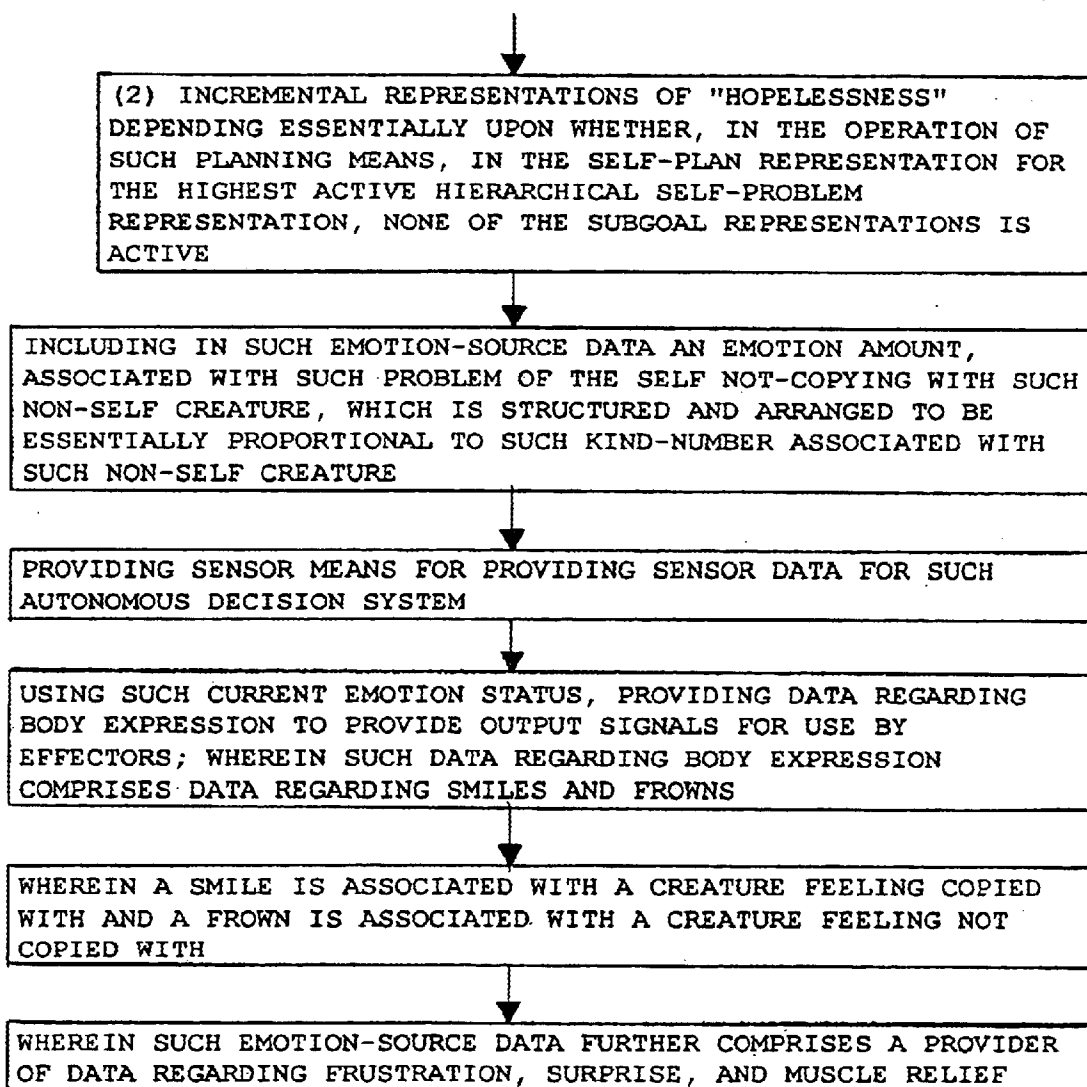 (2) INCREMENTAL REPRESENTATIONS OF "HOPELESSNESS"
DEPENDING ESSENTIALLY UPON WHETHER, IN THE OPERATION OF
SUCH PLANNING MEANS, IN THE SELF-PLAN REPRESENTATION FOR
THE HIGHEST ACTIVE HIERARCHICAL SELF-PROBLEM
REPRESENTATION, NONE OF THE SUBGOAL REPRESENTATIONS IS
ACTIVE
INCLUDING IN SUCH EMOTION-SOURCE DATA AN EMOTION AMOUNT,
ASSOCIATED WITH SUCH PROBLEM OF THE SELF NOT-COPYING WITH SUCH
NON-SELF CREATURE, WHICH IS STRUCTURED AND ARRANGED TO BE
ESSENTIALLY PROPORTIONAL TO SUCH KIND-NUMBER ASSOCIATED WITH
SUCH NON-SELF CREATURE
PROVIDING SENSOR MEANS FOR PROVIDING SENSOR DATA FOR SUCH
AUTONOMOUS DECISION SYSTEM
USING SUCH CURRENT EMOTION STATUS, PROVIDING DATA REGARDING
BODY EXPRESSION TO PROVIDE OUTPUT SIGNALS FOR USE BY
EFFECTORS; WHEREIN SUCH DATA REGARDING BODY EXPRESSION
COMPRISES DATA REGARDING SMILES AND FROWNS
WHEREIN A SMILE IS ASSOCIATED WITH A CREATURE FEELING COPIED
WITH AND A FROWN IS ASSOCIATED WITH A CREATURE FEELING NOT
COPIED WITH
WHEREIN SUCH EMOTION-SOURCE DATA FURTHER COMPRISES A PROVIDER
OF DATA REGARDING FRUSTRATION, SURPRISE, AND MUSCLE RELIEF